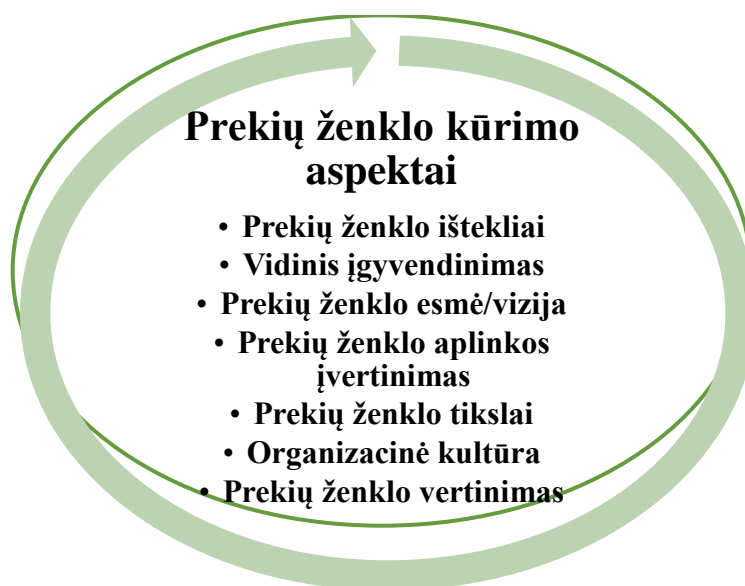 Prekių ženklo kūrimo
aspektai
• Prekių ženklo ištekliai
• Vidinis įgyvendinimas
• Prekių ženklo esmė/vizija
• Prekių ženklo aplinkos
įvertinimas
• Prekių ženklo tikslai
• Organizacinė kultūra
• Prekių ženklo vertinimas